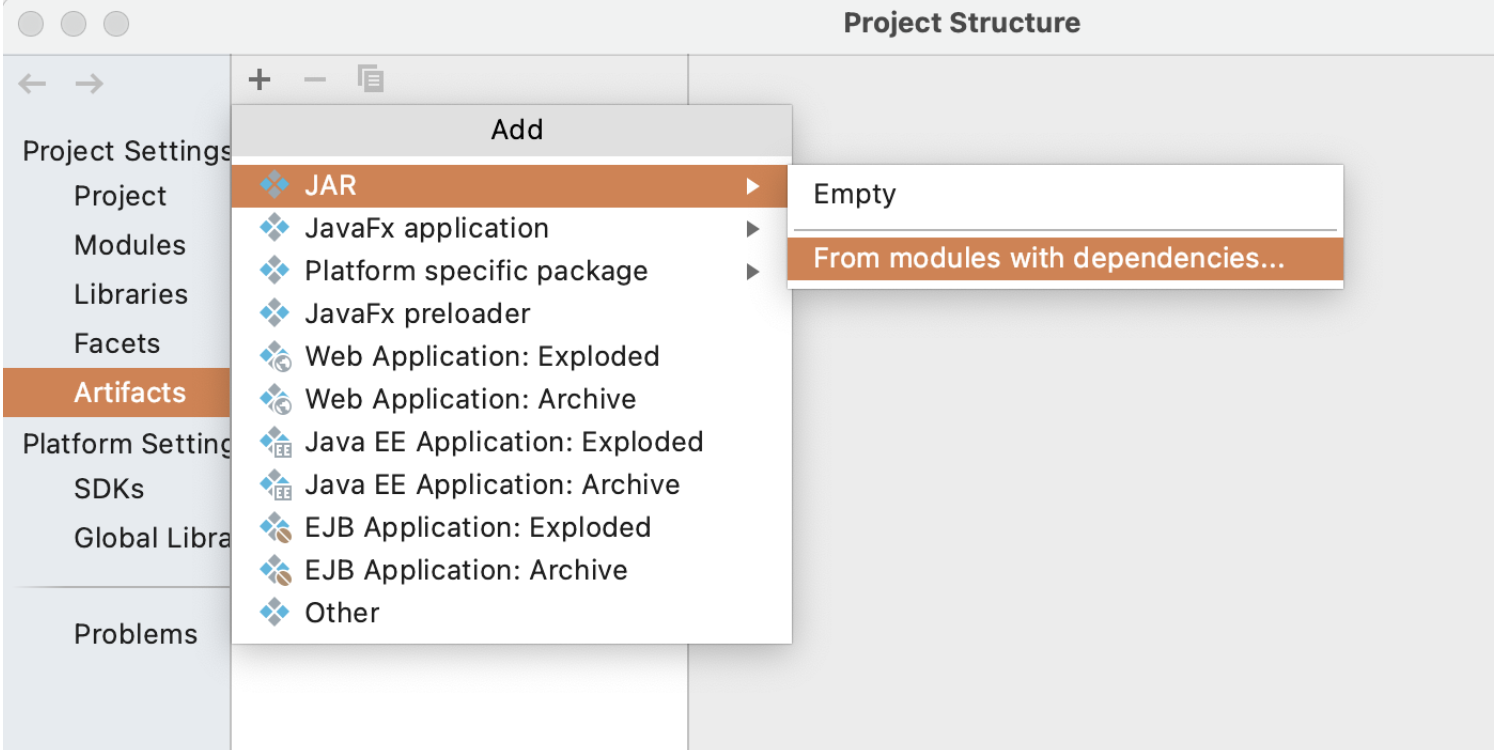 Project Structure
Project Settings
Project
Modules
Libraries
Facets
Artifacts
Platform Setting
SDKs
Global Libra
Problems
Add
JAR
JavaFx application
Platform specific package
JavaFx preloader
Web Application: Exploded
Web Application: Archive
Java EE Application: Exploded
Java EE Application: Archive
EJB Application: Exploded
EJB Application: Archive
Other
Empty
From modules with dependencies...